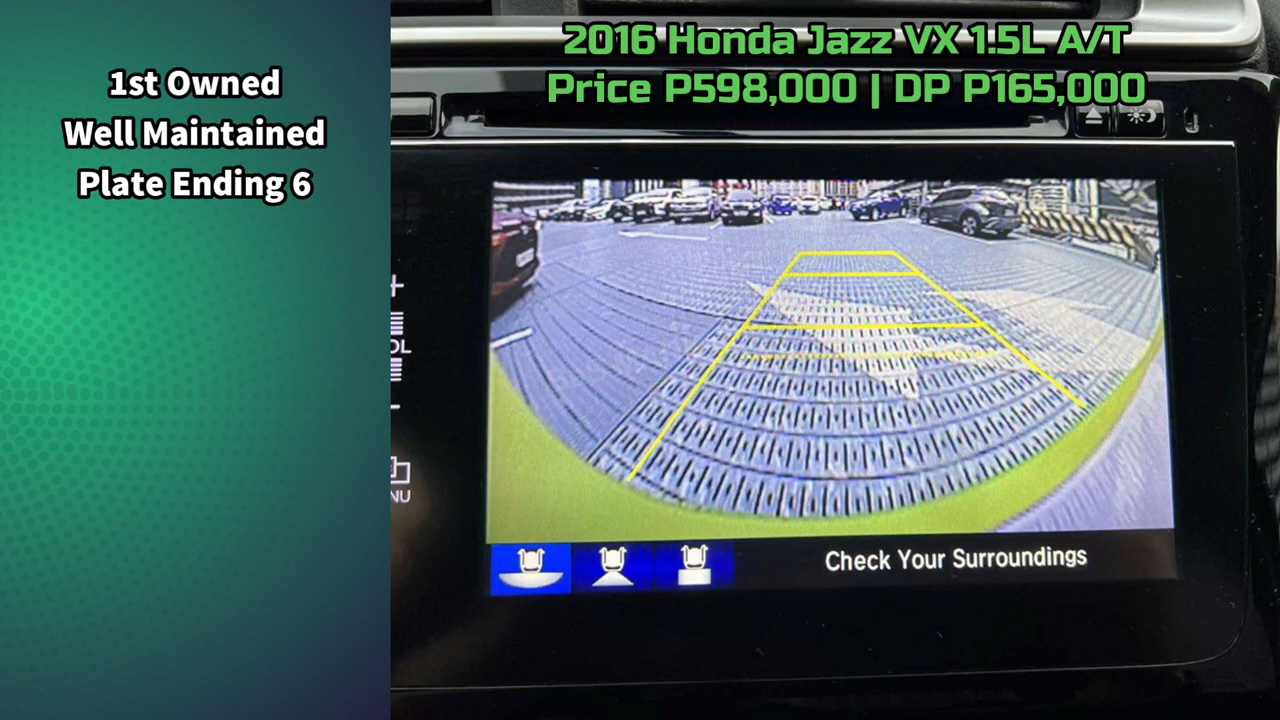 1st Owned
Well Maintained
Plate Ending 6
2016 Honda Jazz VX 1.5L A/T
Price P598,000 | DP P165,000
Check Your Surroundings